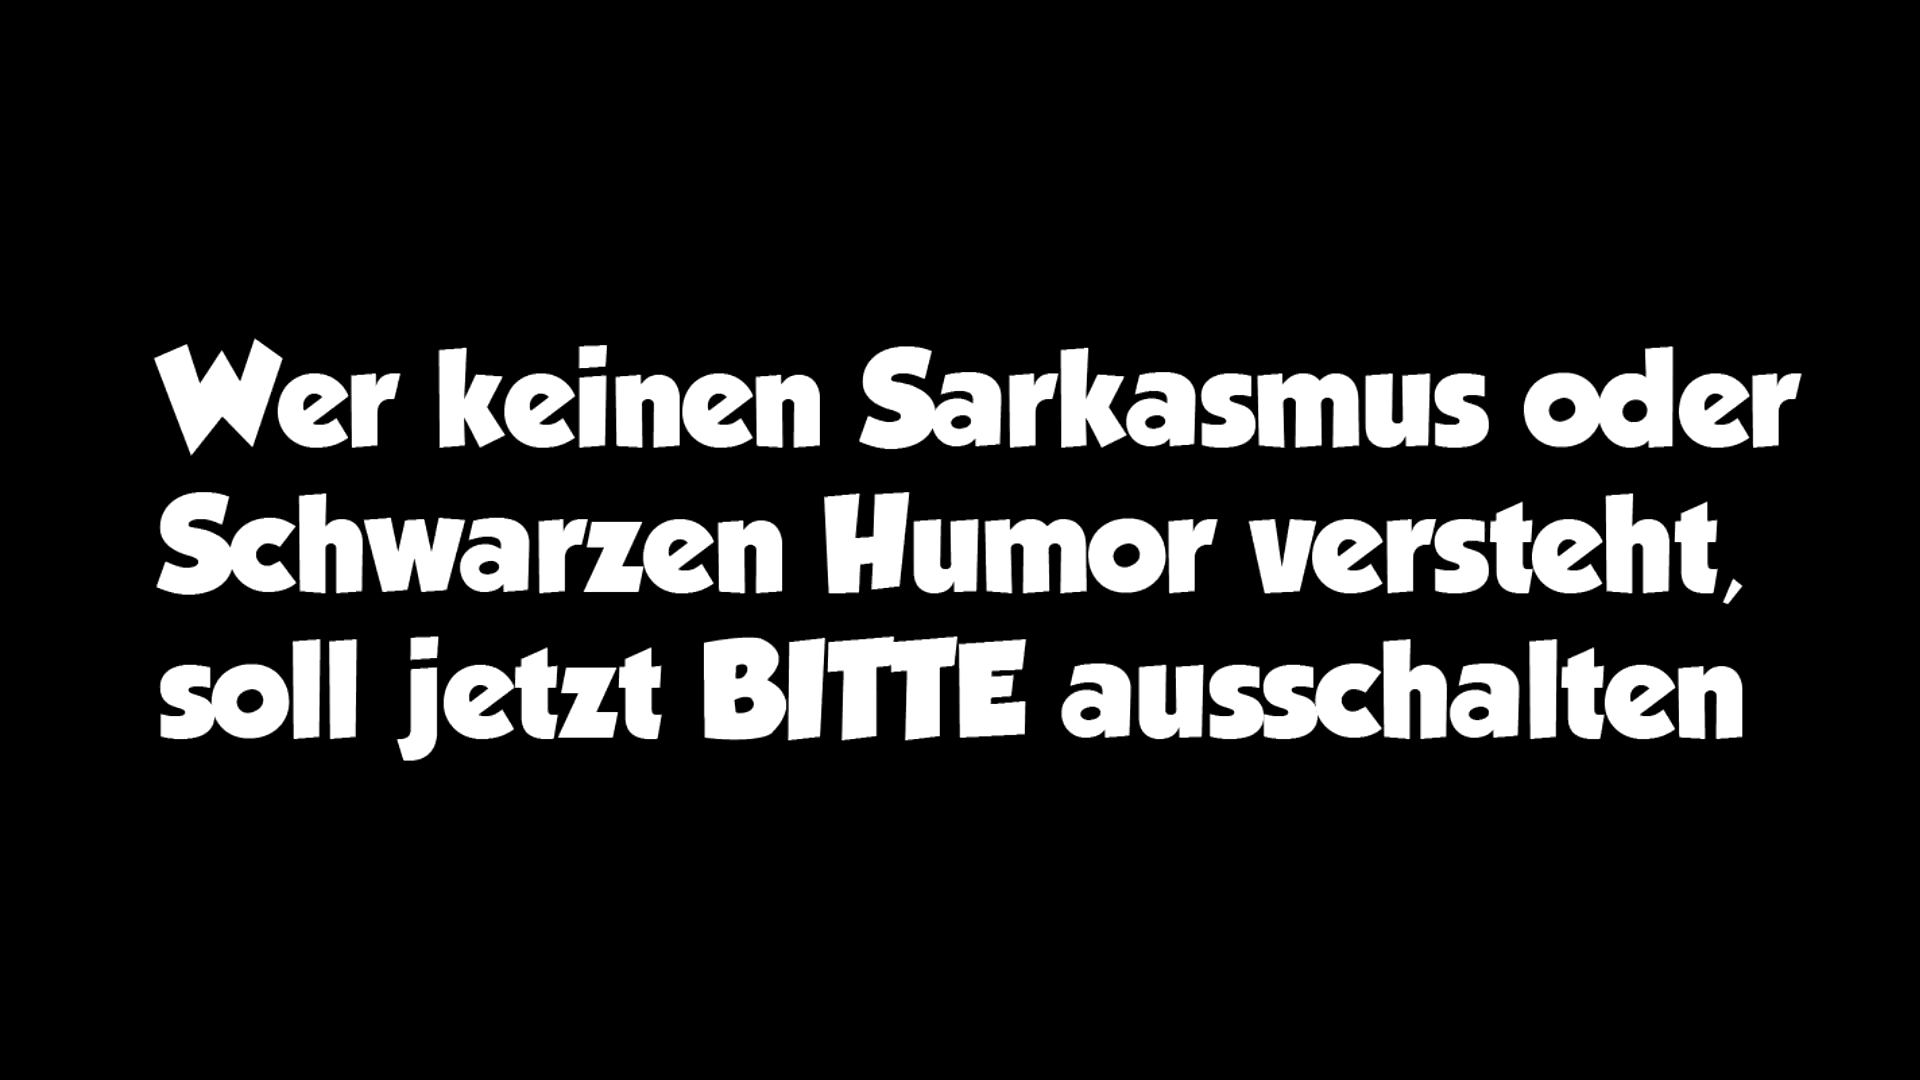 Wer keinen Sarkasmus oder
Schwarzen Humor versteht,
soll jetzt BITTE ausschalten